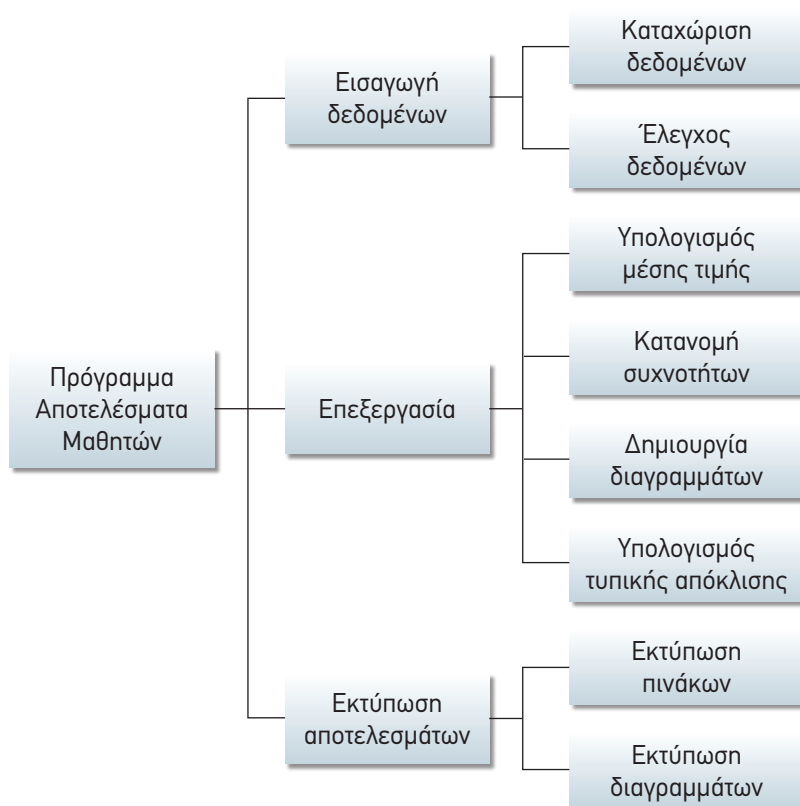 Πρόγραμμα
Αποτελέσματα
Μαθητών
Εισαγωγή
δεδομένων
Καταχώριση
δεδομένων
Έλεγχος
δεδομένων
Επεξεργασία
Υπολογισμός
μέσης τιμής
Κατανομή
συχνοτήτων
Δημιουργία
διαγραμμάτων
Υπολογισμός
τυπικής απόκλισης
Εκτύπωση
αποτελεσμάτων
Εκτύπωση
πινάκων
Εκτύπωση
διαγραμμάτων